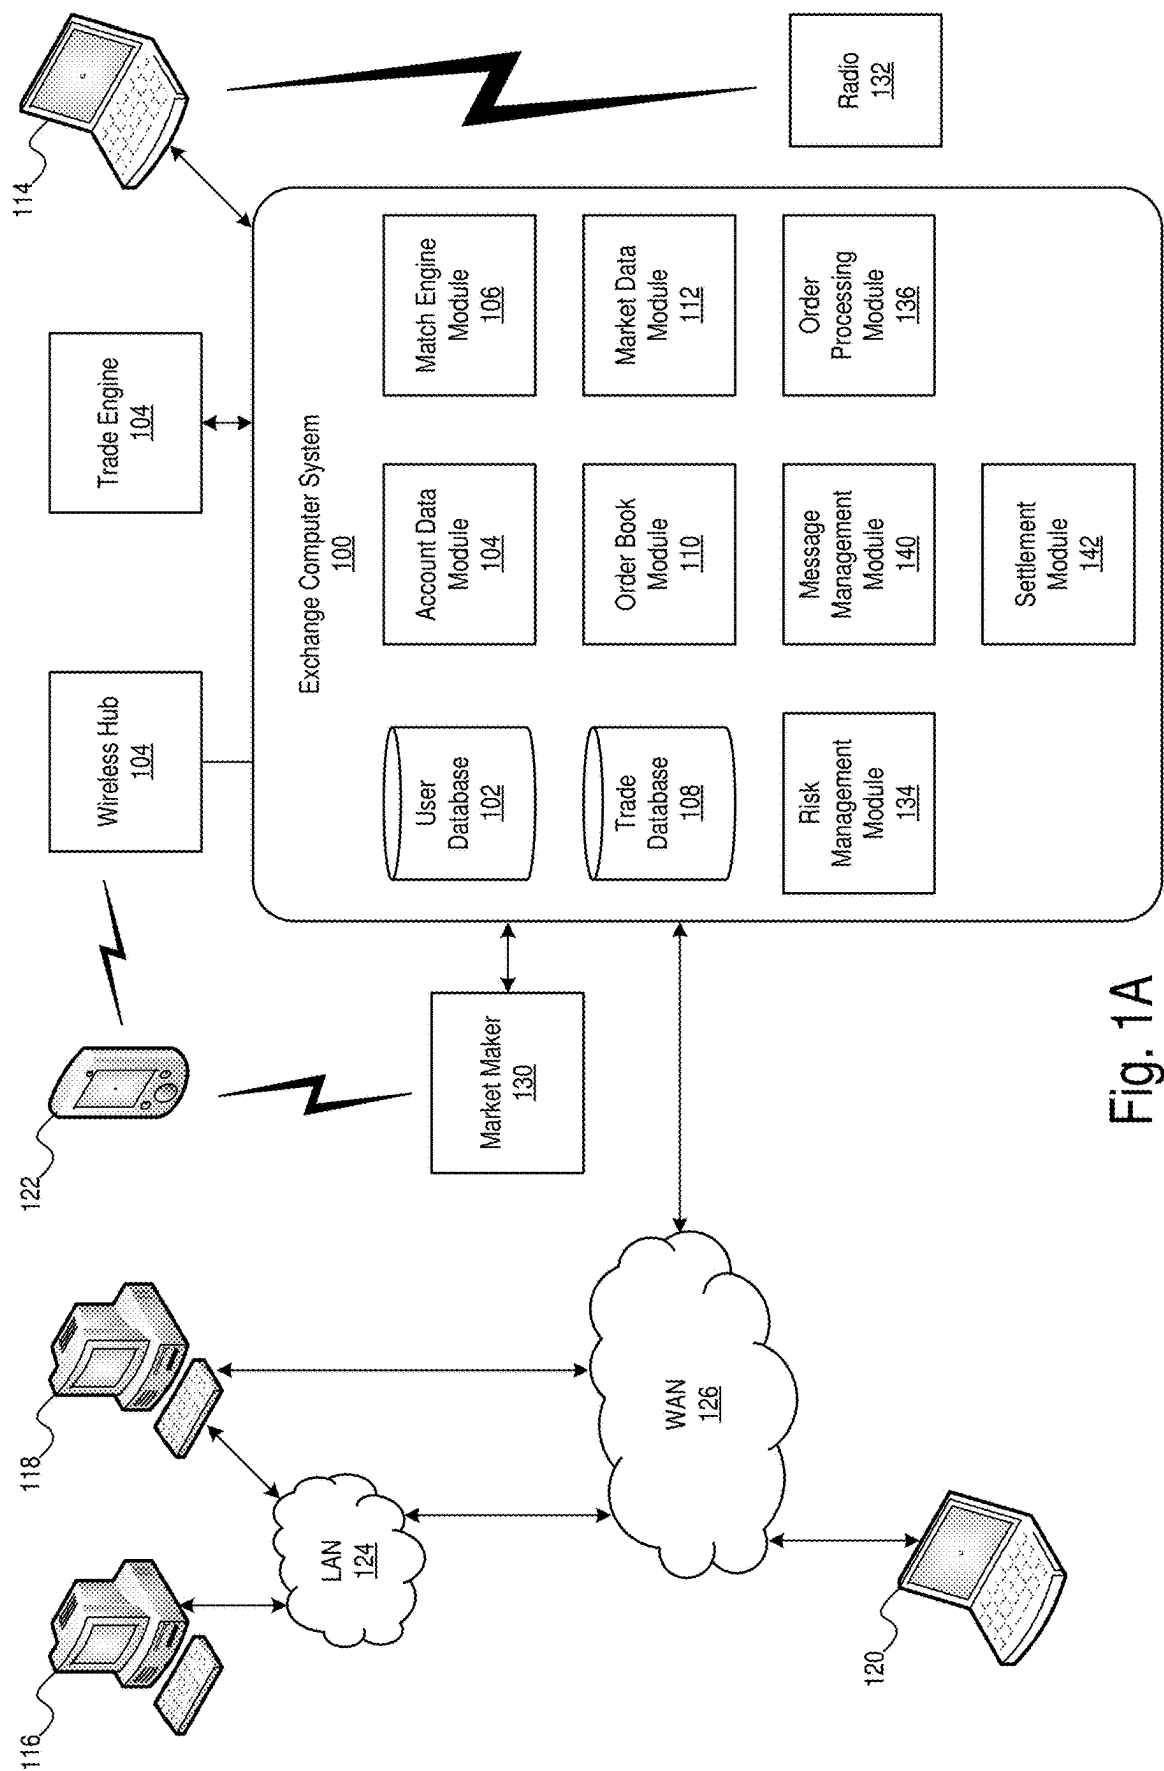 116
118
122
114
Wireless Hub
104
Trade Engine
104
Exchange Computer System
100
LAN
124
User
Database
102
Account Data
Module
104
Match Engine
Module
106
Market Maker
130
Trade
Database
108
Order Book
Module
110
Market Data
Module
112
WAN
126
Risk
Management
Module
134
Message
Management
Module
140
Order
Processing
Module
136
Radio
132
120
Settlement
Module
142
Fig. 1A